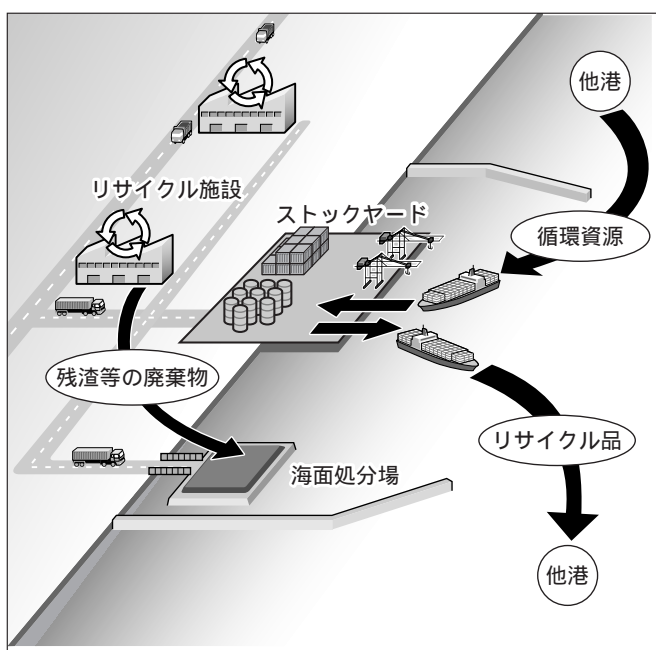 他港
リサイクル施設
ストックヤード
循環資源
残渣等の廃棄物
リサイクル品
海面処分場
他港